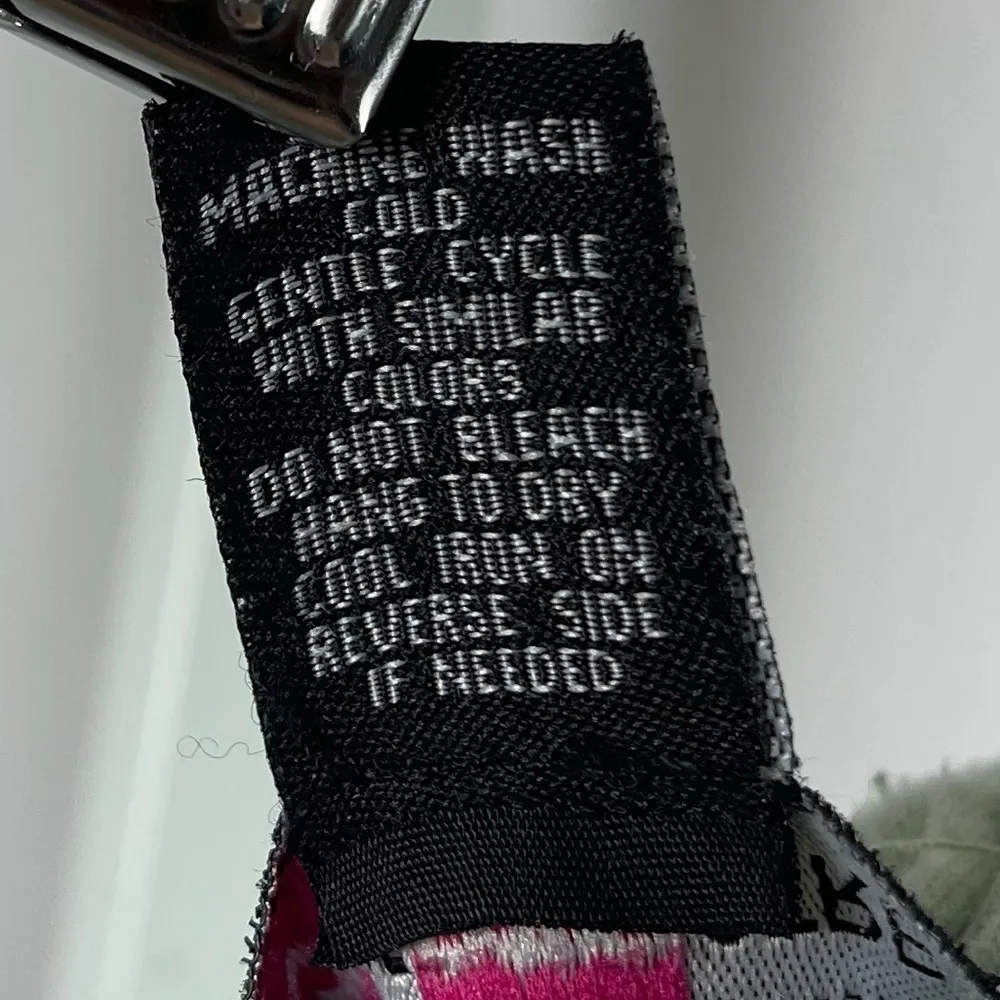 MACHINE WASH
COLD
GENTLE CYCLE
WITH SIMILAR
COLORS
DO NOT BLEACH
HANG TO DRY
COOL IRON ON
REVERSE SIDE
IF NEEDED